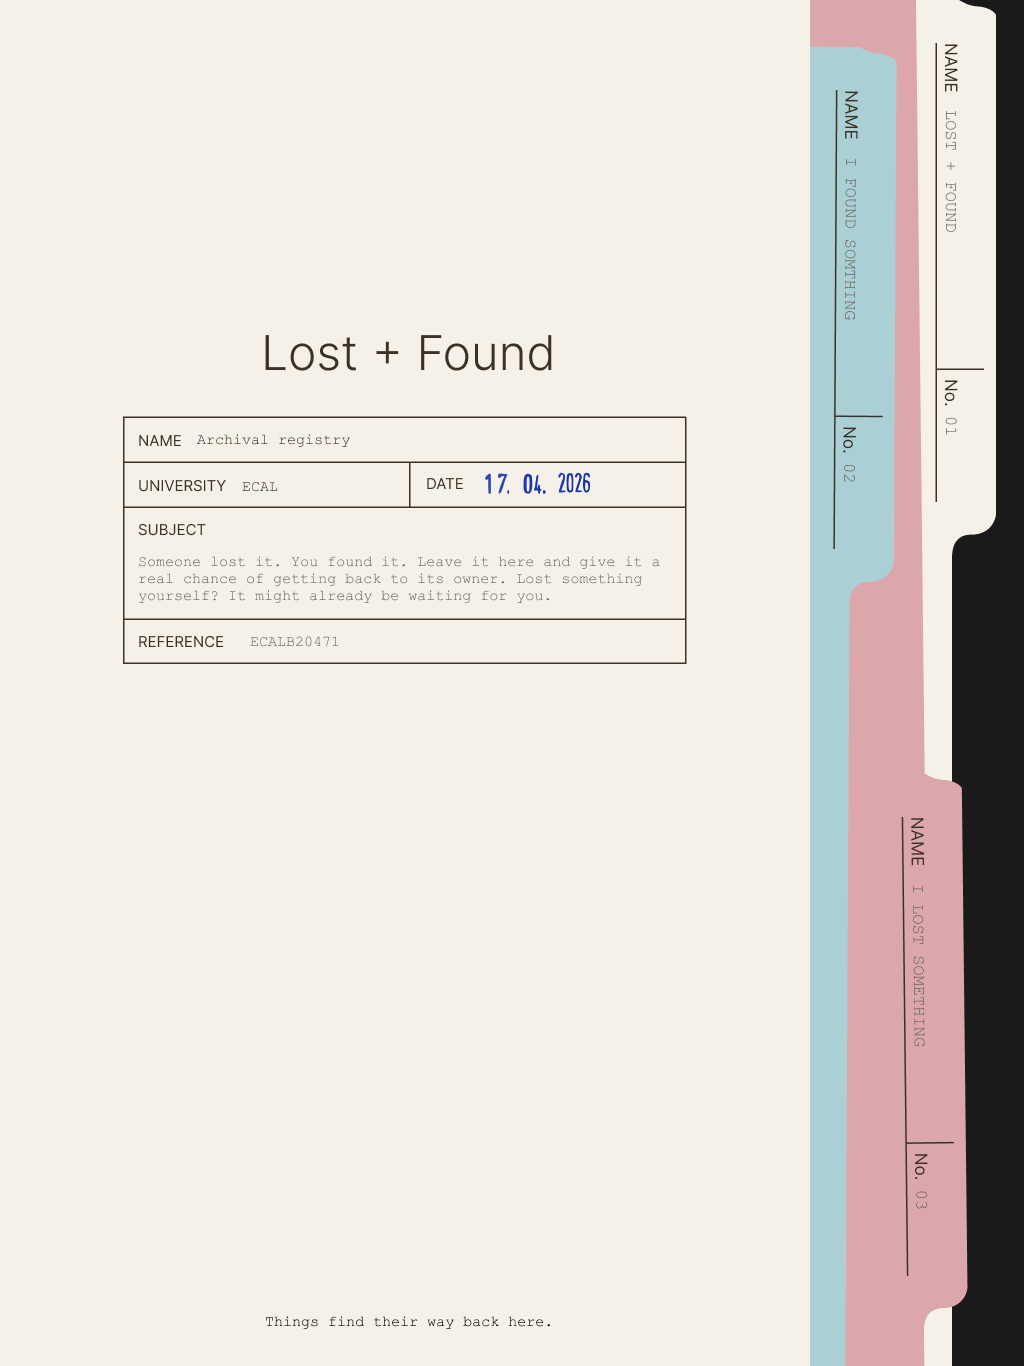 Lost + Found
NAME Archival registry
UNIVERSITY ECAL
DATE 17. 04. 2026
SUBJECT
Someone lost it. You found it. Leave it here and give it a
real chance of getting back to its owner. Lost something
yourself? It might already be waiting for you.
REFERENCE ECALB20471
Things find their way back here.
NAME I FOUND SOMTHING
No. 02
NAME LOST + FOUND
No. 01
NAME I LOST SOMETHING
No. 03